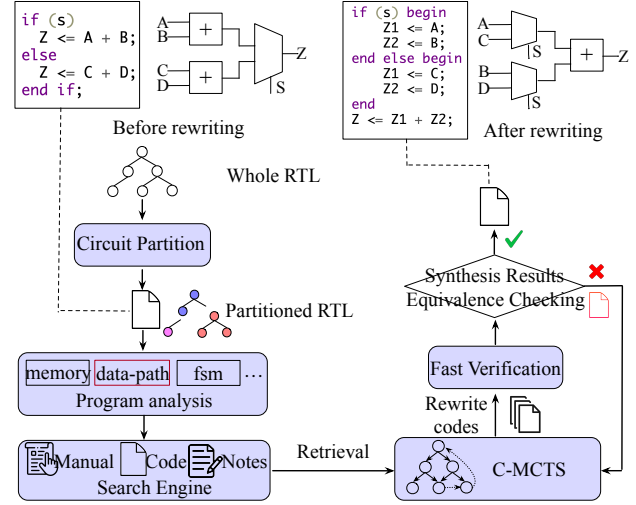 if (s)
Z <= A + B;
else
Z <= C + D;
end if;
A
B
+
C
D
+
S
Z
Before rewriting
if (s) begin
Z1 <= A;
Z2 <= B;
end else begin
Z1 <= C;
Z2 <= D;
end
Z <= Z1 + Z2;
A
C
S
B
D
S
+
Z
After rewriting
Whole RTL
Circuit Partition
Partitioned RTL
memory data-path fsm ...
Program analysis
Manual Code Notes
Search Engine
Retrieval
C-MCTS
Rewrite
codes
Fast Verification
Synthesis Results
Equivalence Checking